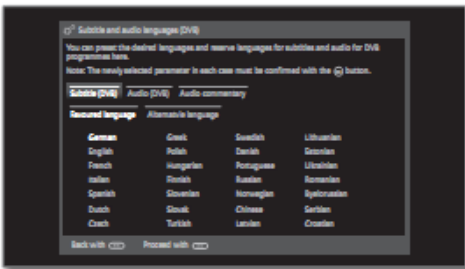 Subtitle and audio languages (DVB)
You can preset the desired languages and reserve languages for subtitles and audio for DVB
programmes here.
Note: The newly selected parameter in each case must be confirmed with the button.
Subtitle (DVB) Audio (DVB) Audio commentary
Favoured language Alternative language
German Greek Swedish Lithuanian
English Polish Danish Estonian
French Hungarian Portuguese Ukrainian
Italian Finnish Russian Romanian
Spanish Slovenian Norwegian Byelorussian
Dutch Slovak Chinese Serbian
Czech Turkish Latvian Croatian
Back with Proceed with